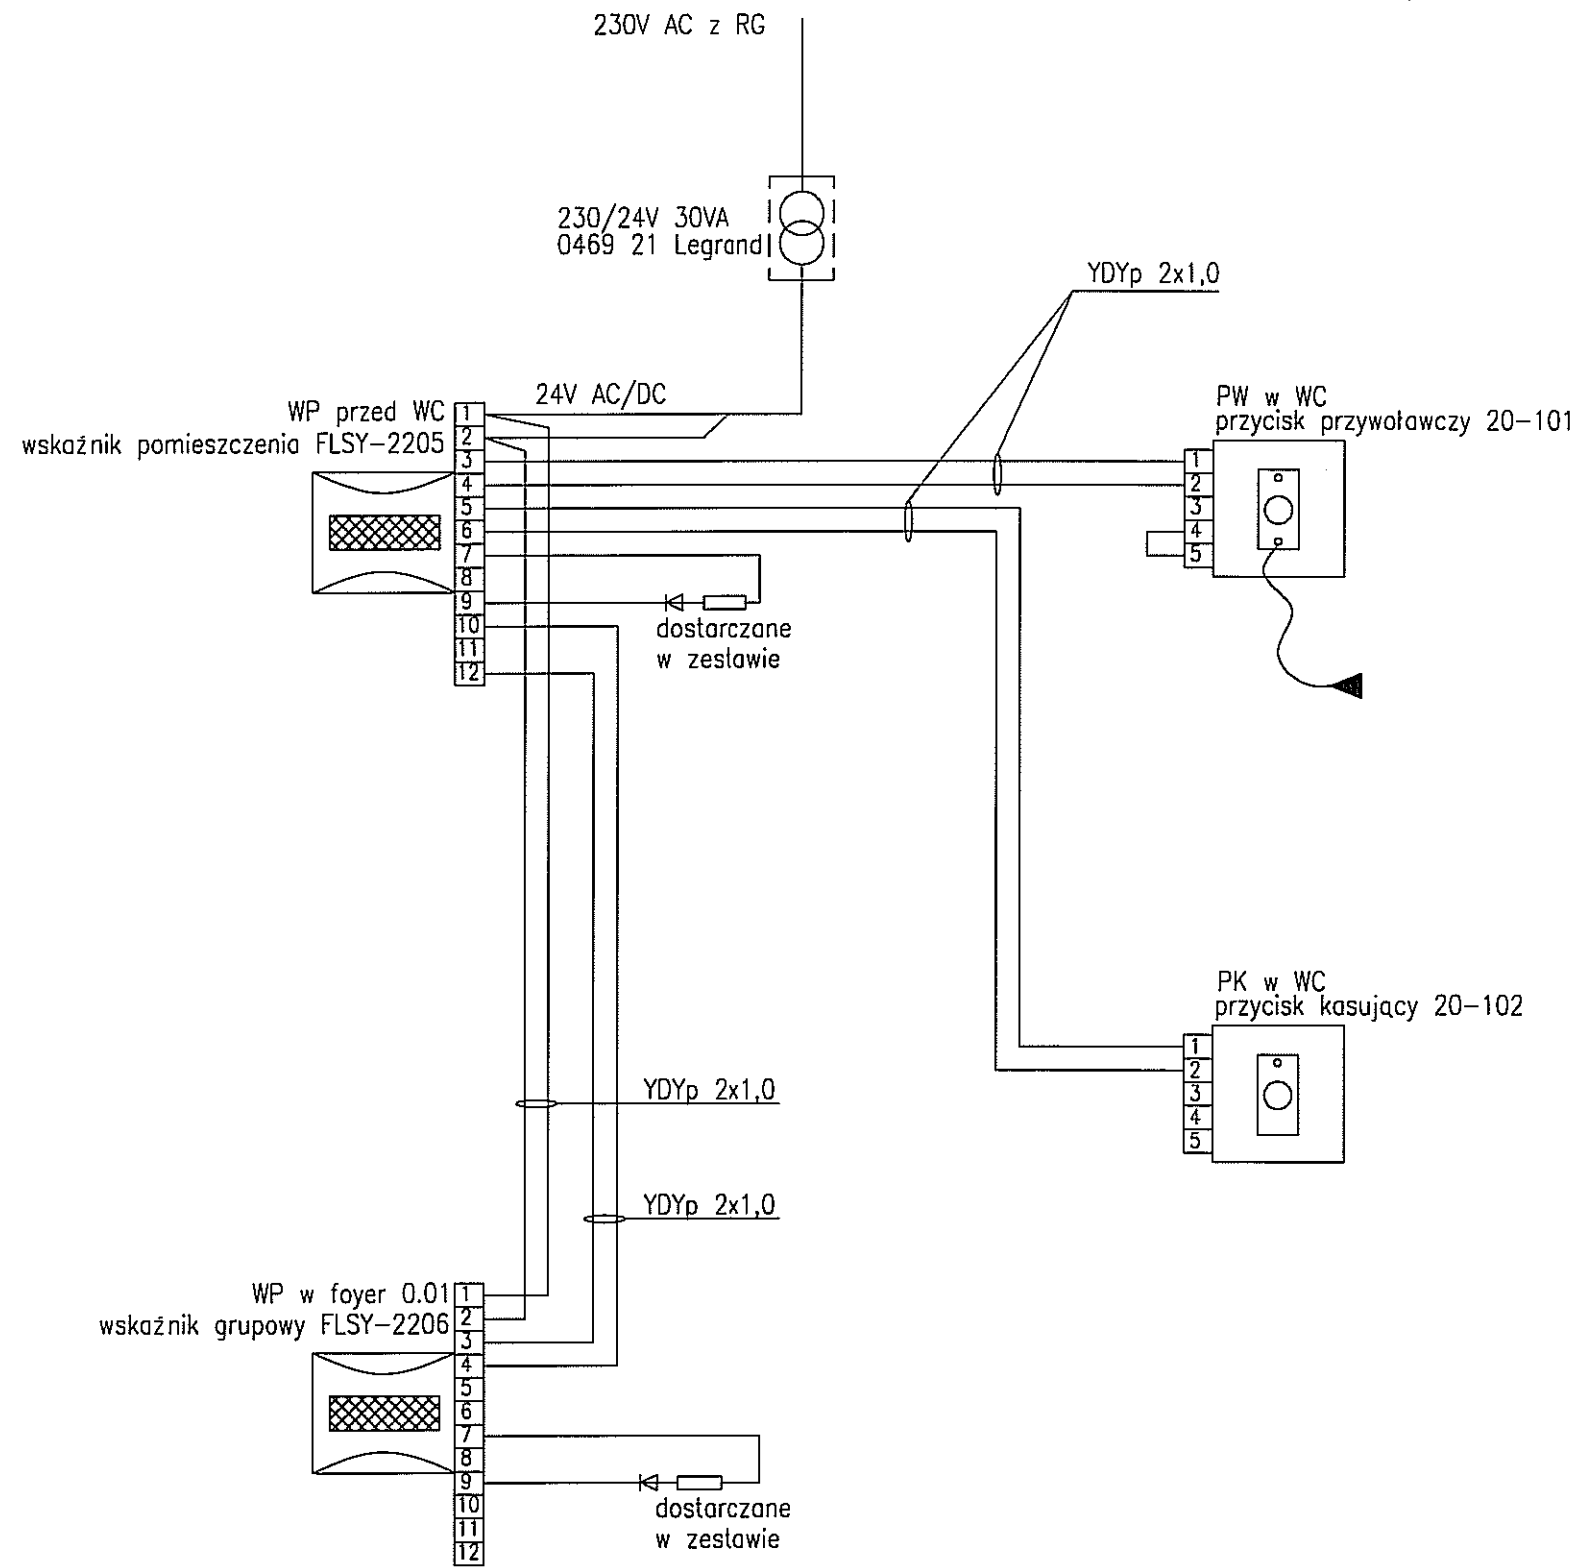 230V AC z RG
230/24V 30VA
0469 21 Legrand
YDYp 2x1,0
24V AC/DC
WP przed WC
wskaźnik pomieszczenia FLSY-2205
1
2
3
4
5
6
7
8
9
10
11
12
dostarczane
w zestawie
PW w WC
przycisk przywoławczy 20-101
1
2
3
4
5
PK w WC
przycisk kasujący 20-102
1
2
3
4
5
YDYp 2x1,0
YDYp 2x1,0
WP w foyer 0.01
wskaźnik grupowy FLSY-2206
1
2
3
4
5
6
7
8
9
10
11
12
dostarczane
w zestawie